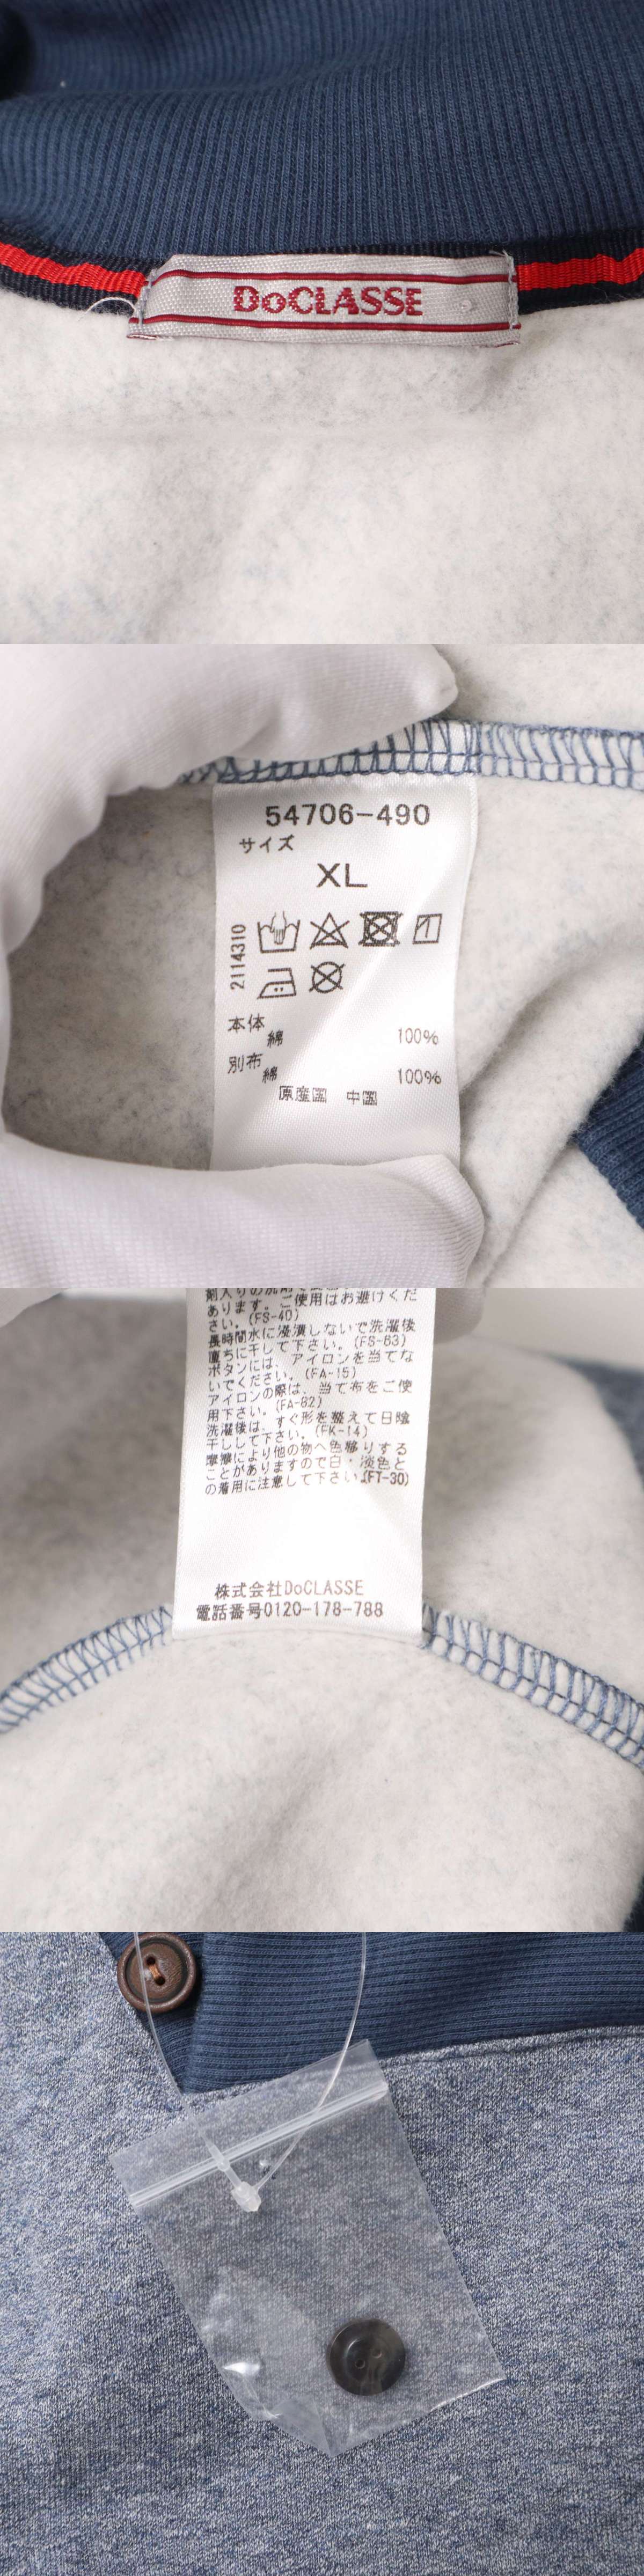 DoCLASSE
54706-490
サイズ
XL
2114310
本体
綿 100%
別布
綿 100%
原産国 中国
あります。ご使用はお避けくだ
さい。(FS-40)
長時間水に浸漬しないで洗濯後
直ちに干して下さい。(FS-63)
ボタンには、アイロンを当てな
いでください。(FA-15)
アイロンの際は、当て布をご使
用下さい。(FA-62)
洗濯後は、すぐ形を整えて日陰
干しして下さい。(FK-14)
摩擦により他の物へ色移りする
ことがありますので白・淡色と
の着用に注意して下さい。(FT-30)
株式会社DoCLASSE
電話番号0120-178-788